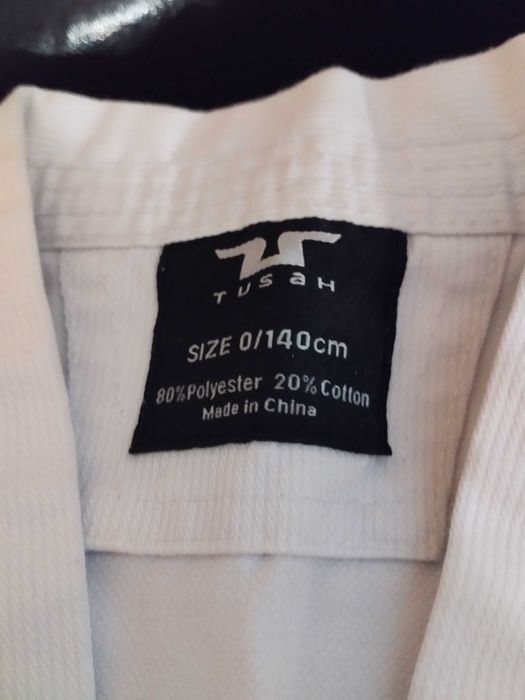 TUSaH
SIZE 0/140cm
80%Polyester 20%Cotton
Made in China